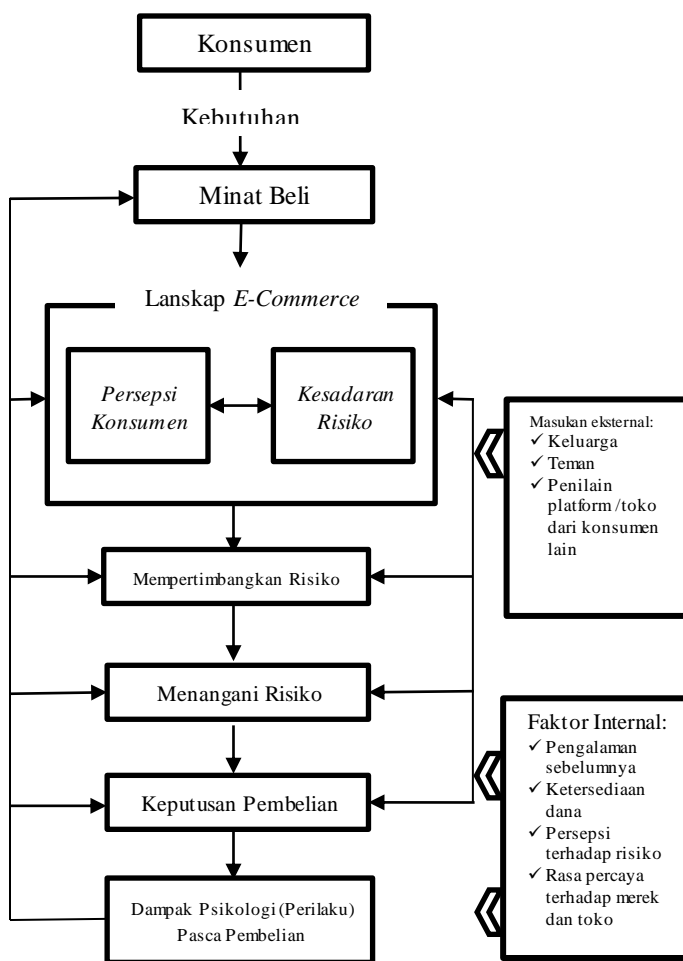 Konsumen
Kebutuhan
Minat Beli
Lanskap E-Commerce
Persepsi
Konsumen
Kesadaran
Risiko
Masukan eksternal:
✓ Keluarga
✓ Teman
✓ Penilain
platform /toko
dari konsumen
lain
Mempertimbangkan Risiko
Menangani Risiko
Keputusan Pembelian
Faktor Internal:
✓ Pengalaman
sebelumnya
✓ Ketersediaan
dana
✓ Persepsi
terhadap risiko
✓ Rasa percaya
terhadap merek
dan toko
Dampak Psikologi (Perilaku)
Pasca Pembelian